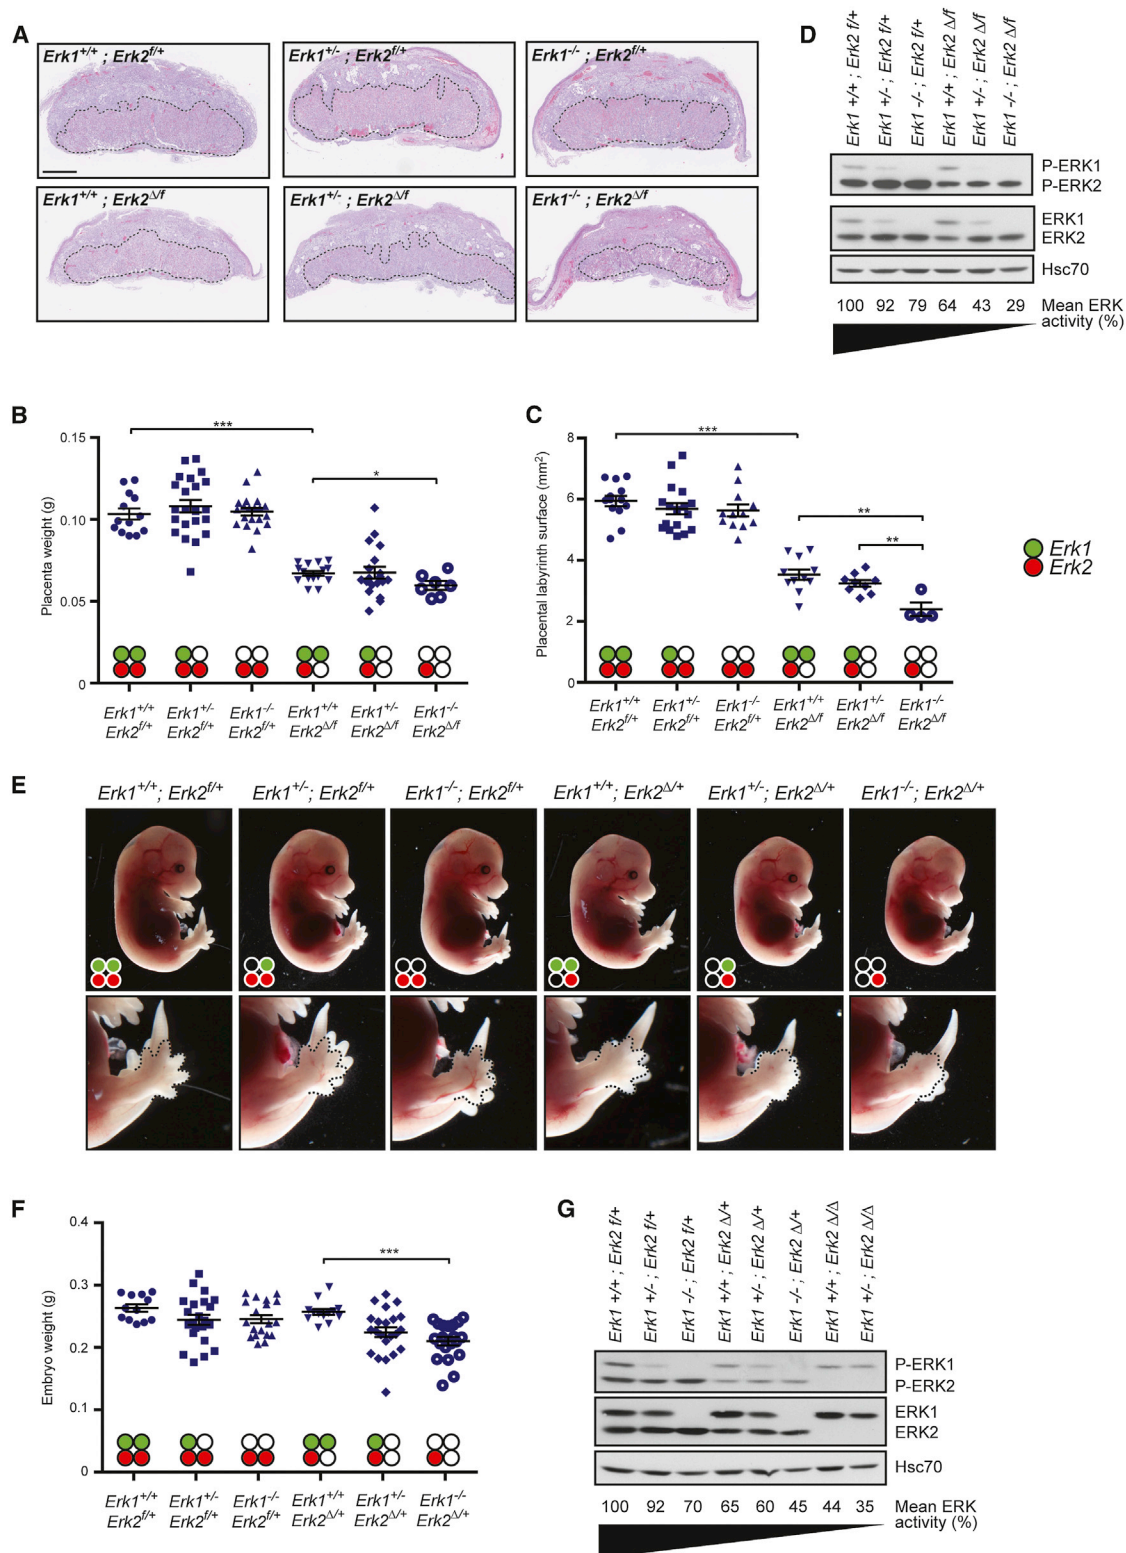 A
Erk1+/+ ; Erk2f/+
Erk1+/- ; Erk2f/+
Erk1-/- ; Erk2f/+
Erk1+/+ ; Erk2Δ/f
Erk1+/- ; Erk2Δ/f
Erk1-/- ; Erk2Δ/f
D
Erk1 +/+ ; Erk2 f/+
Erk1 +/- ; Erk2 f/+
Erk1 -/- ; Erk2 f/+
Erk1 +/+ ; Erk2 Δ/f
Erk1 +/- ; Erk2 Δ/f
Erk1 -/- ; Erk2 Δ/f
P-ERK1
P-ERK2
ERK1
ERK2
Hsc70
100 92 79 64 43 29 Mean ERK
activity (%)
B
Placenta weight (g)
0.15
0.10
0.05
0
***
*
Erk1+/+ Erk1+/- Erk1-/- Erk1+/+ Erk1+/- Erk1-/-
Erk2f/+ Erk2f/+ Erk2f/+ Erk2Δ/f Erk2Δ/f Erk2Δ/f
C
Placental labyrinth surface (mm2)
8
6
4
2
0
***
**
**
Erk1+/+ Erk1+/- Erk1-/- Erk1+/+ Erk1+/- Erk1-/-
Erk2f/+ Erk2f/+ Erk2f/+ Erk2Δ/f Erk2Δ/f Erk2Δ/f
Erk1
Erk2
E
Erk1+/+; Erk2f/+
Erk1+/-; Erk2f/+
Erk1-/-; Erk2f/+
Erk1+/+; Erk2Δ/+
Erk1+/-; Erk2Δ/+
Erk1-/-; Erk2Δ/+
F
Embryo weight (g)
0.4
0.3
0.2
0.1
0
***
Erk1+/+ Erk1+/- Erk1-/- Erk1+/+ Erk1+/- Erk1-/-
Erk2f/+ Erk2f/+ Erk2f/+ Erk2Δ/+ Erk2Δ/+ Erk2Δ/+
G
Erk1 +/+ ; Erk2 f/+
Erk1 +/- ; Erk2 f/+
Erk1 -/- ; Erk2 f/+
Erk1 +/+ ; Erk2 Δ/+
Erk1 +/- ; Erk2 Δ/+
Erk1 -/- ; Erk2 Δ/+
Erk1 +/+ ; Erk2 Δ/Δ
Erk1 +/- ; Erk2 Δ/Δ
P-ERK1
P-ERK2
ERK1
ERK2
Hsc70
100 92 70 65 60 45 44 35 Mean ERK
activity (%)